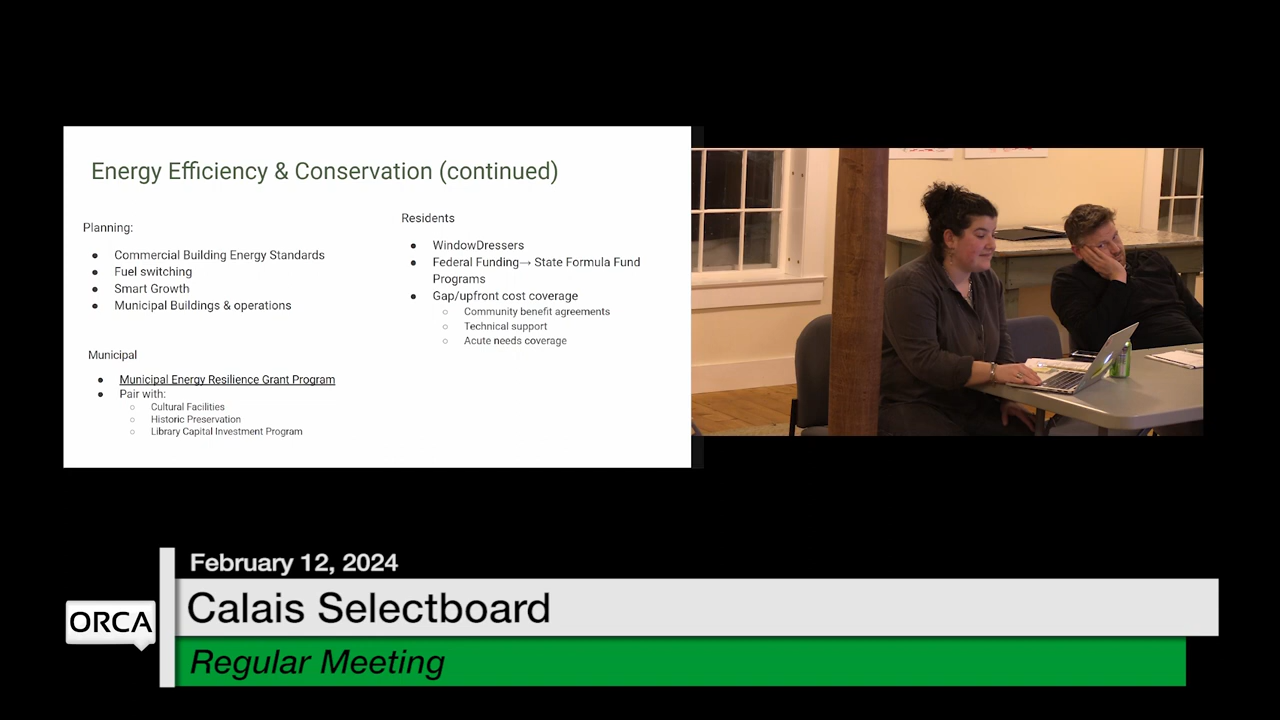 Energy Efficiency & Conservation (continued)
Planning:
Commercial Building Energy Standards
Fuel switching
Smart Growth
Municipal Buildings & operations
Municipal
Municipal Energy Resilience Grant Program
Pair with:
Cultural Facilities
Historic Preservation
Library Capital Investment Program
Residents
WindowDressers
Federal Funding→ State Formula Fund
Programs
Gap/upfront cost coverage
Community benefit agreements
Technical support
Acute needs coverage
February 12, 2024
ORCA
Calais Selectboard
Regular Meeting